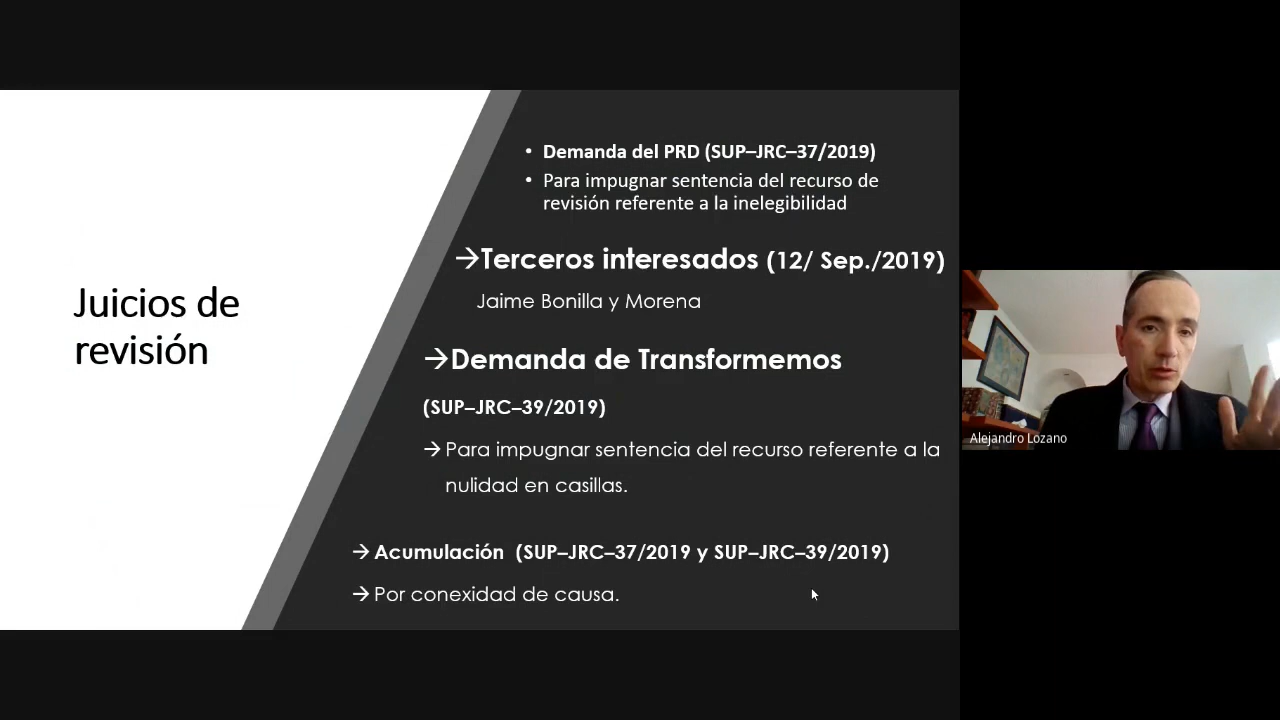 Juicios de
revisión
• Demanda del PRD (SUP–JRC–37/2019)
• Para impugnar sentencia del recurso de
revisión referente a la inelegibilidad
→Terceros interesados (12/ Sep./2019)
Jaime Bonilla y Morena
→Demanda de Transformemos
(SUP–JRC–39/2019)
→Para impugnar sentencia del recurso referente a la
nulidad en casillas.
→Acumulación (SUP–JRC–37/2019 y SUP–JRC–39/2019)
→Por conexidad de causa.
Alejandro Lozano